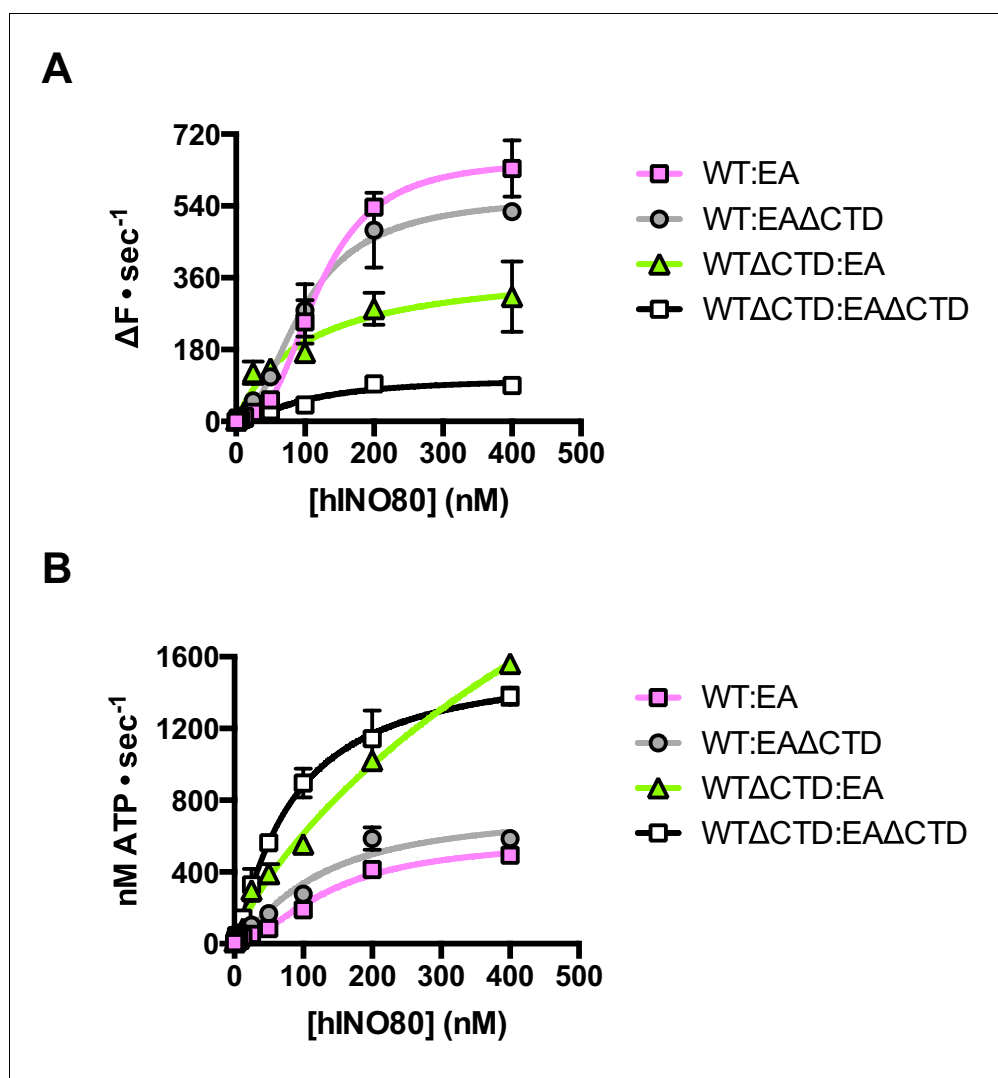 A
720
540
360
180
0
ΔF•sec-1
0 100 200 300 400 500
[hINO80] (nM)
WT:EA
WT:EAΔCTD
WTΔCTD:EA
WTΔCTD:EAΔCTD
B
1600
1200
800
400
0
nM ATP•sec-1
0 100 200 300 400 500
[hINO80] (nM)
WT:EA
WT:EAΔCTD
WTΔCTD:EA
WTΔCTD:EAΔCTD